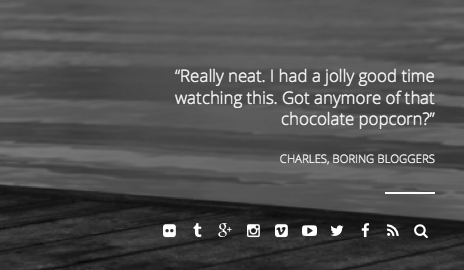 “Really neat. I had a jolly good time
watching this. Got anymore of that
chocolate popcorn?”
CHARLES, BORING BLOGGERS